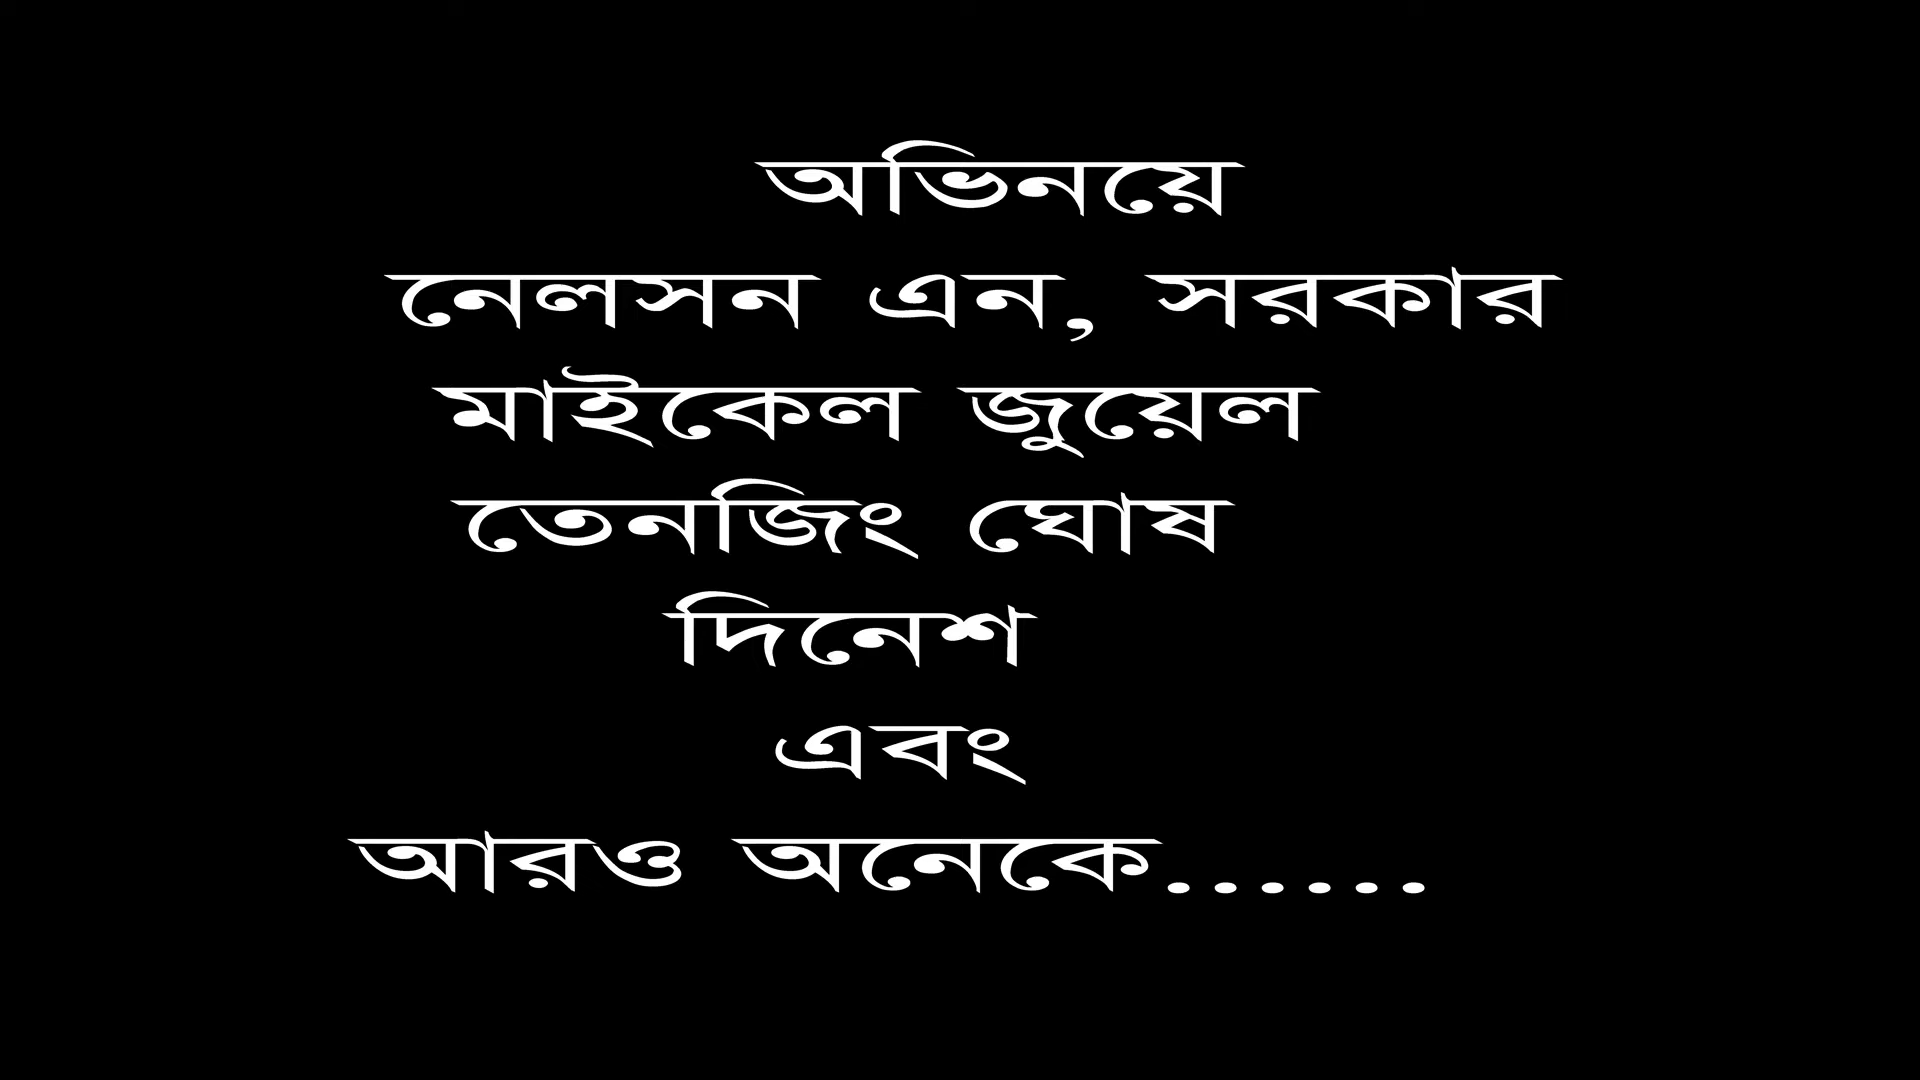 অভিনয়ে
নেলসন এন, সরকার
মাইকেল জুয়েল
তেনজিং ঘোষ
দিনেশ
এবং
আরও অনেকে......